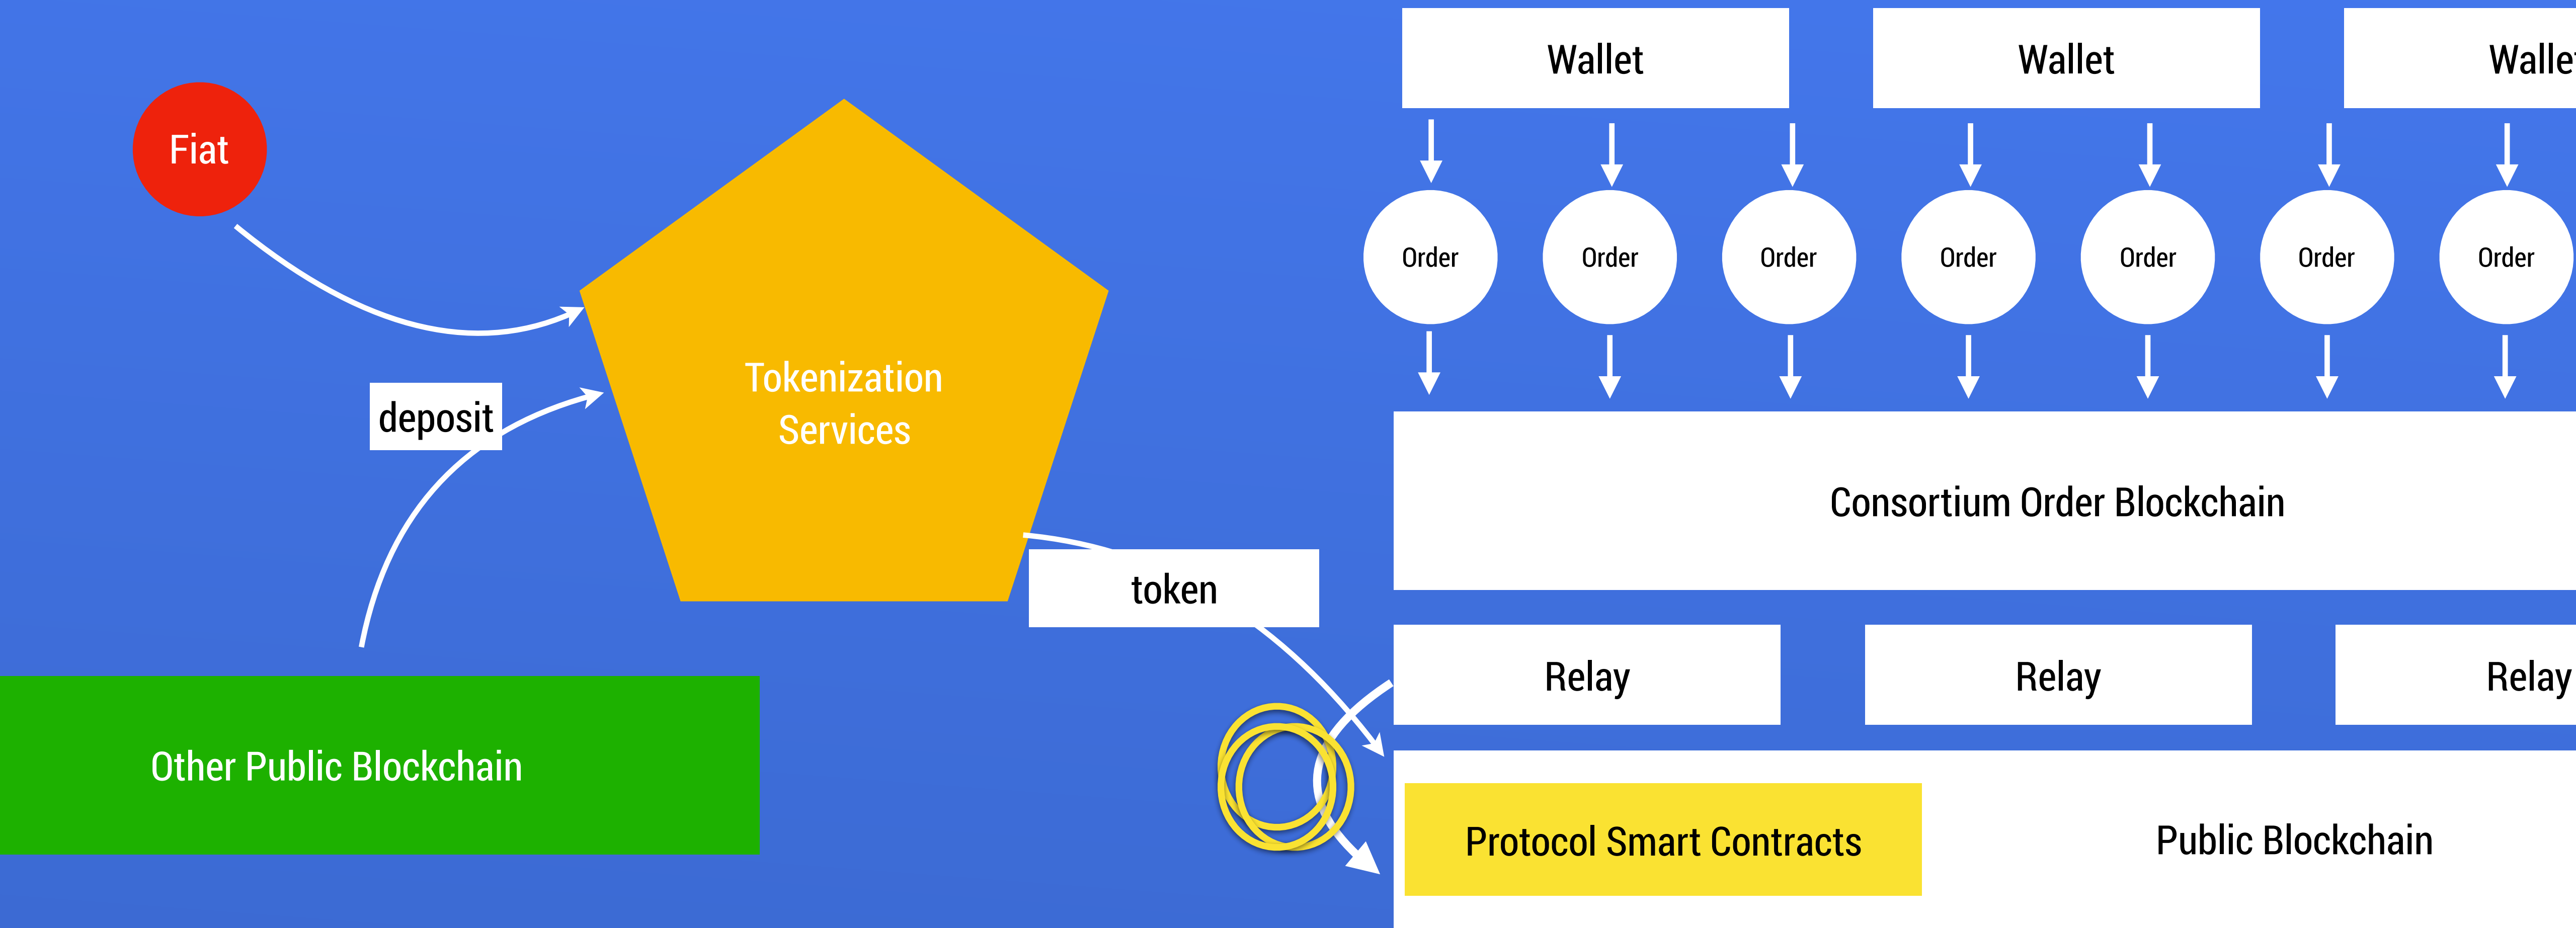 Wallet
Wallet
Fiat
Order
Order
Order
Order
Order
Order
Order
Tokenization
Services
deposit
Consortium Order Blockchain
token
Relay
Relay
Relay
Other Public Blockchain
Protocol Smart Contracts
Public Blockchain